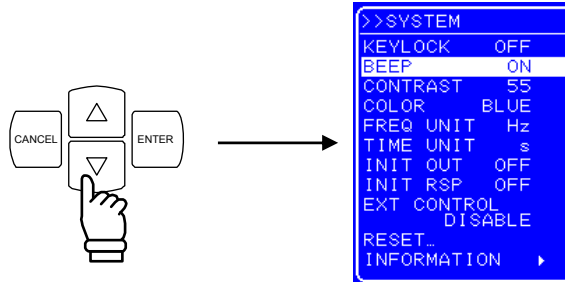 CANCEL
ENTER
>>SYSTEM
KEYLOCK OFF
BEEP ON
CONTRAST 55
COLOR BLUE
FREQ UNIT Hz
TIME UNIT s
INIT OUT OFF
INIT RSP OFF
EXT CONTROL
DISABLE
RESET…
INFORMATION